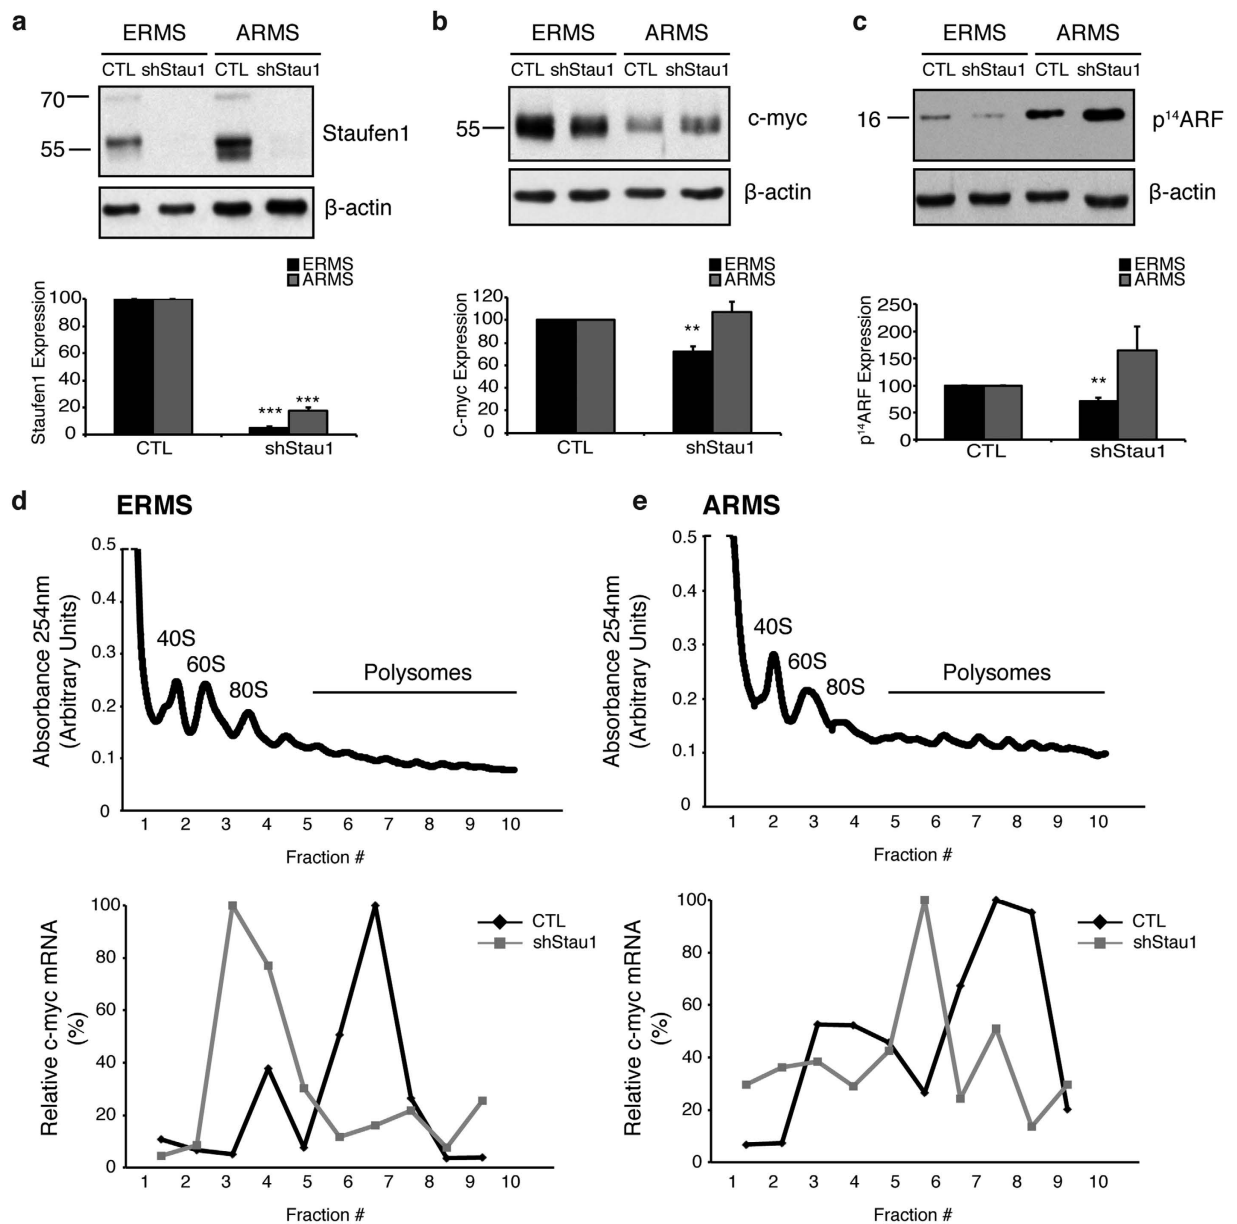 a
ERMS ARMS
CTL shStau1 CTL shStau1
70
55
Staufen1
β-actin
ERMS
ARMS
Staufen1 Expression
100
80
60
40
20
0
***
***
CTL
shStau1
b
ERMS ARMS
CTL shStau1 CTL shStau1
55
c-myc
β-actin
ERMS
ARMS
C-myc Expression
120
100
80
60
40
20
0
**
CTL
shStau1
c
ERMS ARMS
CTL shStau1 CTL shStau1
16
p¹⁴ARF
β-actin
ERMS
ARMS
p¹⁴ARF Expression
250
200
150
100
50
0
**
CTL
shStau1
d
ERMS
Absorbance 254nm
(Arbitrary Units)
0.5
0.4
0.3
0.2
0.1
0
40S
60S
80S
Polysomes
1 2 3 4 5 6 7 8 9 10
Fraction #
Relative c-myc mRNA
(%)
100
80
60
40
20
0
CTL
shStau1
1 2 3 4 5 6 7 8 9 10
Fraction #
e
ARMS
Absorbance 254nm
(Arbitrary Units)
0.5
0.4
0.3
0.2
0.1
0
40S
60S
80S
Polysomes
1 2 3 4 5 6 7 8 9 10
Fraction #
Relative c-myc mRNA
(%)
100
80
60
40
20
0
CTL
shStau1
1 2 3 4 5 6 7 8 9 10
Fraction #